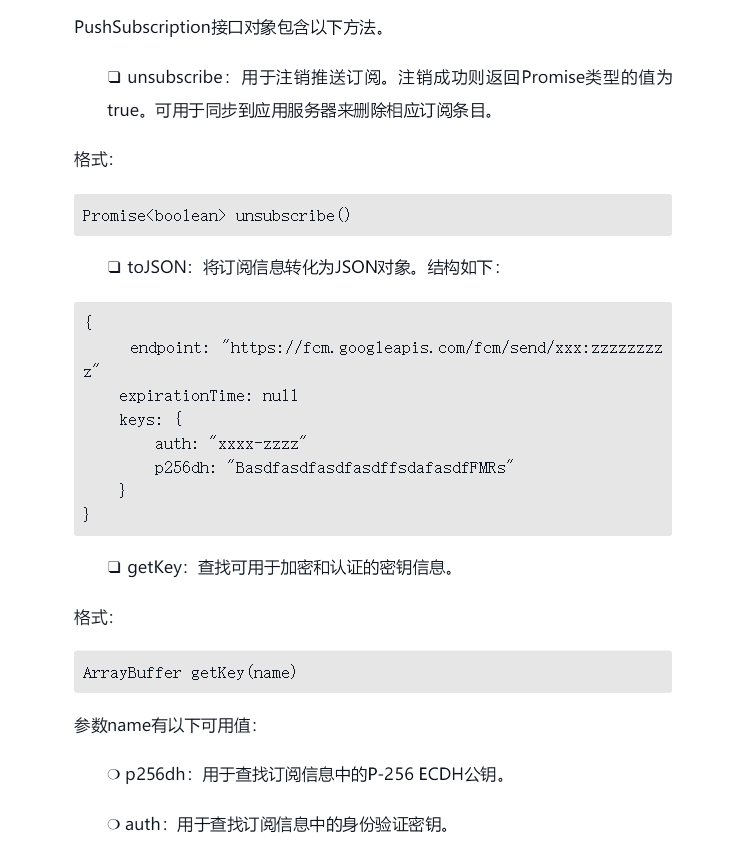 PushSubscription接口对象包含以下方法。
❏ unsubscribe：用于注销推送订阅。注销成功则返回Promise类型的值为
true。可用于同步到应用服务器来删除相应订阅条目。
格式：
Promise<boolean> unsubscribe()
❏ toJSON：将订阅信息转化为JSON对象。结构如下：
{
endpoint: "https://fcm.googleapis.com/fcm/send/xxx:zzzzzzzz
z"
expirationTime: null
keys: {
auth: "xxxx-zzzz"
p256dh: "BasdfasdfasdfasdffsdafasdfFMRs"
}
}
❏ getKey：查找可用于加密和认证的密钥信息。
格式：
ArrayBuffer getKey(name)
参数name有以下可用值：
❍ p256dh：用于查找订阅信息中的P-256 ECDH公钥。
❍ auth：用于查找订阅信息中的身份验证密钥。